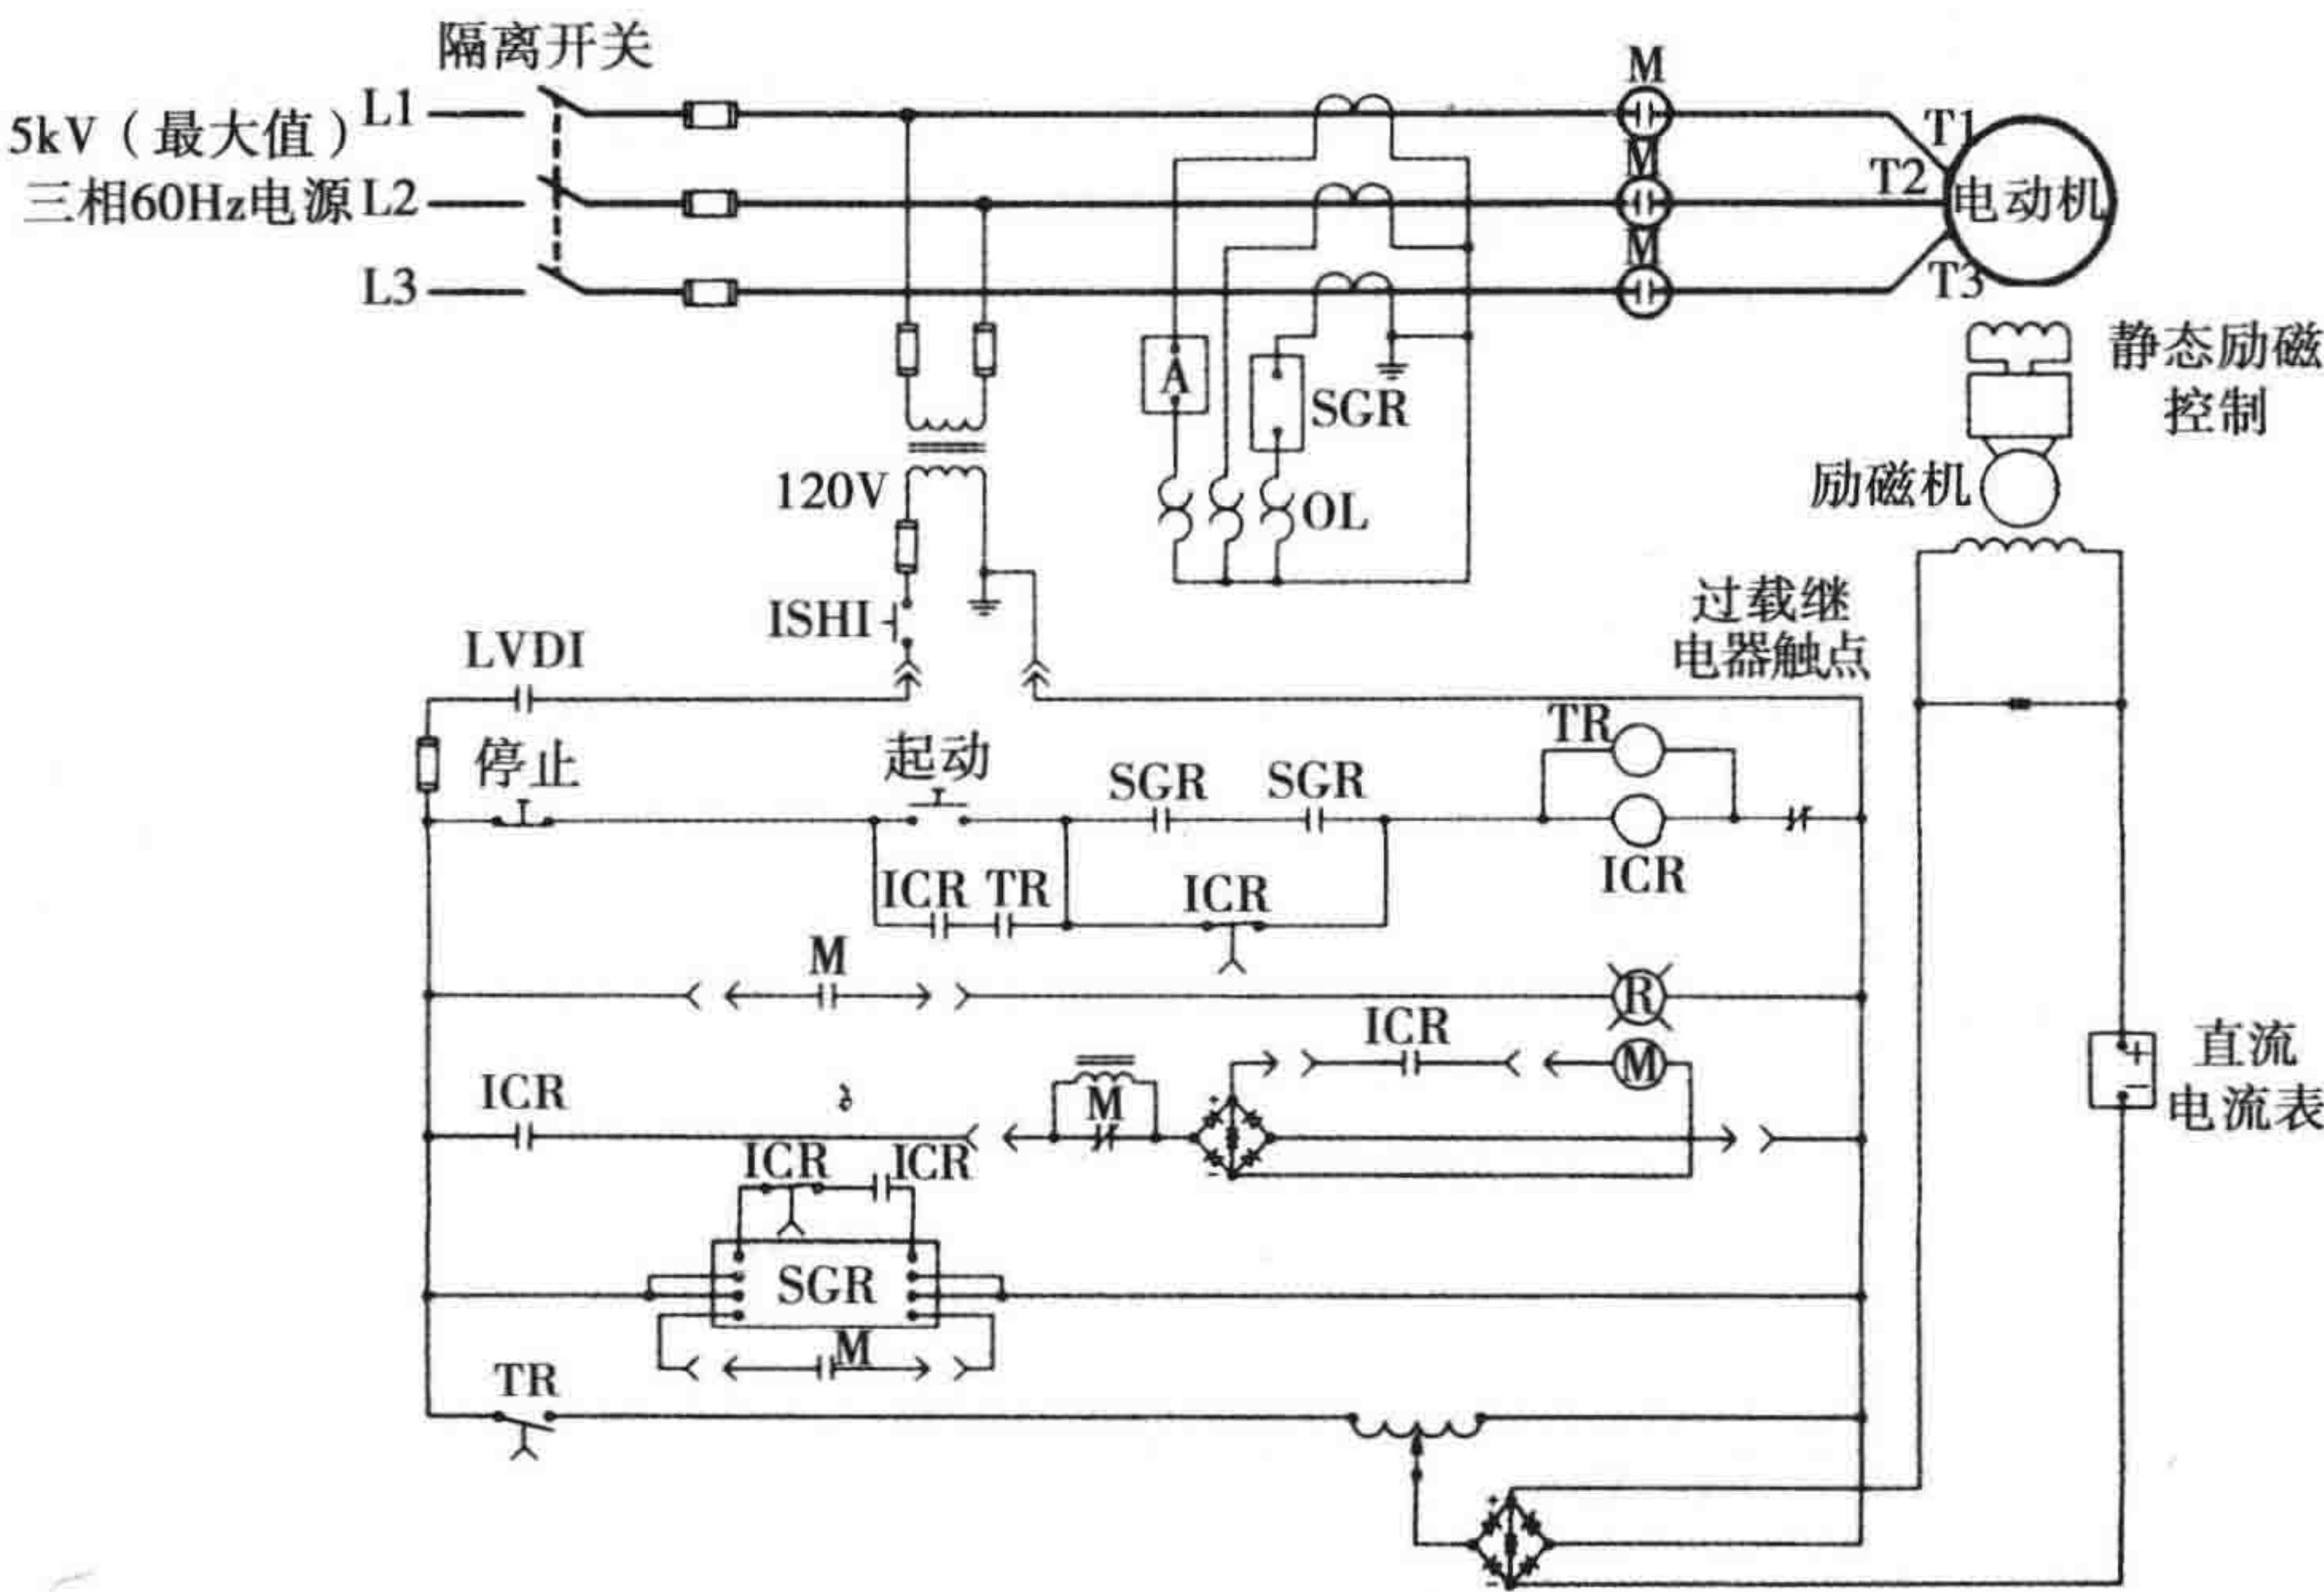 隔离开关
L1
5kV（最大值）
三相60Hz电源
L2
L3
M
M
M
T1
T2
T3
电动机
静态励磁
控制
励磁机
A
SGR
OL
120V
ISHI
LVDI
过载继
电器触点
停止
起动
SGR
SGR
TR
ICR
ICR
TR
ICR
M
R
ICR
M
ICR
M
+
-
直流
电流表
+
−
ICR
ICR
SGR
M
TR
+
-